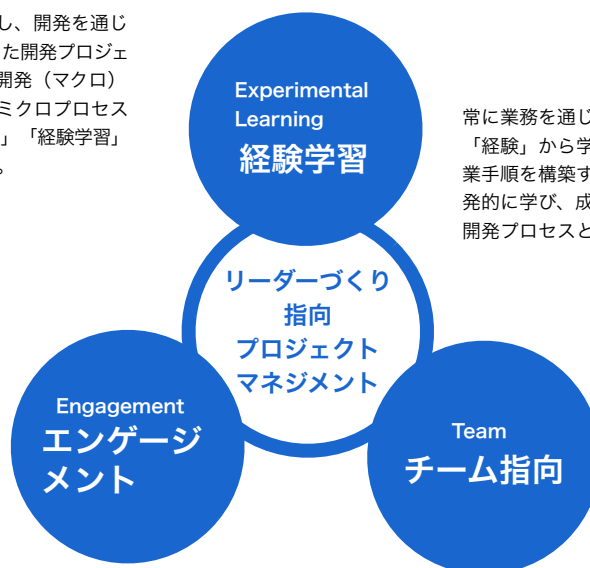 し、開発を通じ
た開発プロジェ
開発（マクロ）
ミクロプロセス
」「経験学習」
。
Experimental
Learning
経験学習
常に業務を通じ
「経験」から学
業手順を構築す
発的に学び、成
開発プロセスと
リーダーづくり
指向
プロジェクト
マネジメント
Engagement
エンゲージ
メント
Team
チーム指向